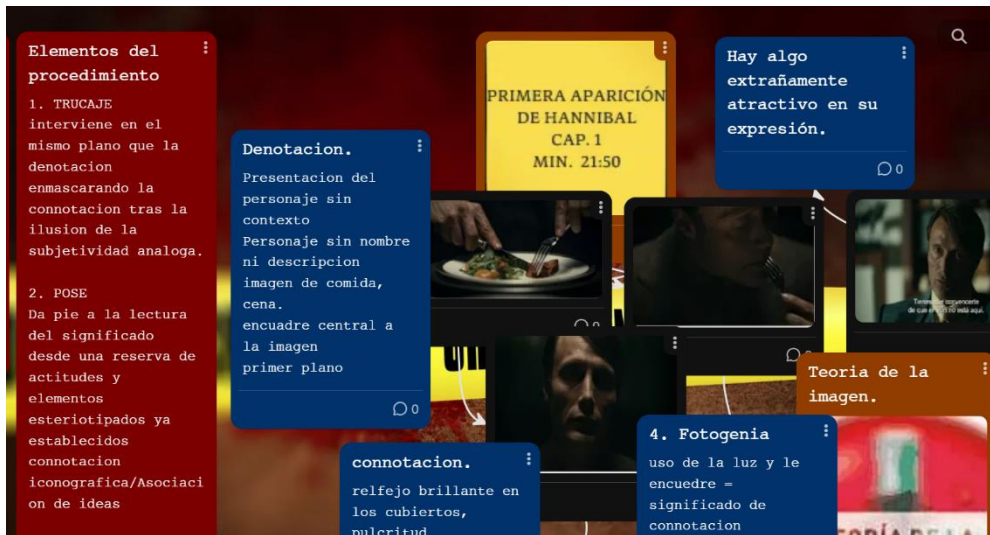 Elementos del
procedimiento
1. TRUCAJE
interviene en el
mismo plano que la
denotacion
enmascarando la
connotacion tras la
ilusion de la
subjetividad analoga.
2. POSE
Da pie a la lectura
del significado
desde una reserva de
actitudes y
elementos
esteriotipados ya
establecidos
connotacion
iconografica/Asociaci
on de ideas
Denotacion.
Presentacion del
personaje sin
contexto
Personaje sin nombre
ni descripcion
imagen de comida,
cena.
encuadre central a
la imagen
primer plano
0
PRIMERA APARICIÓN
DE HANNIBAL
CAP. 1
MIN. 21:50
Hay algo
extrañamente
atractivo en su
expresión.
0
connotacion.
relfejo brillante en
los cubiertos,
pulcritud
4. Fotogenia
uso de la luz y le
encuedre =
significado de
connotacion
Teoria de la
imagen.